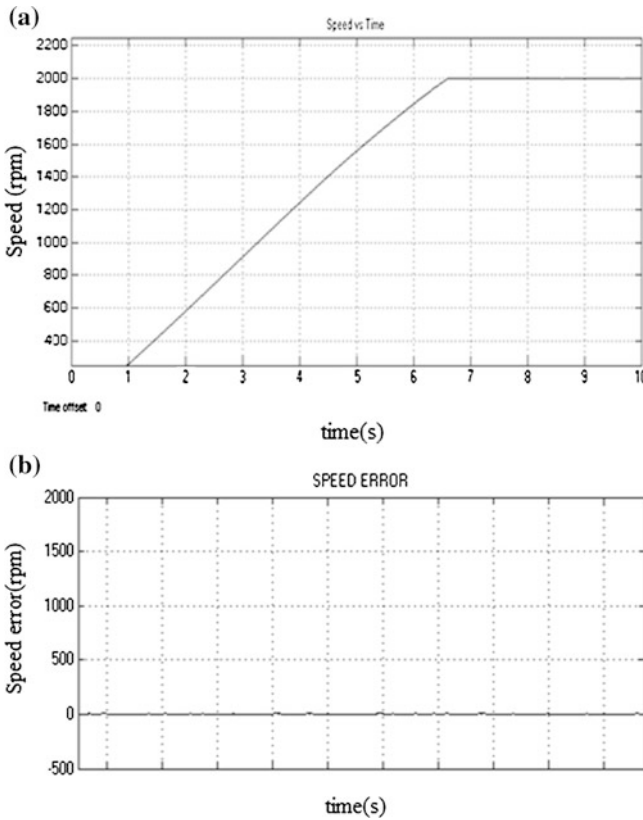 (a)
Speed vs Time
2200
2000
1800
1600
1400
1200
1000
800
600
400
Speed (rpm)
0 1 2 3 4 5 6 7 8 9 10
Time offset: 0
time(s)
(b)
SPEED ERROR
2000
1500
1000
500
0
-500
Speed error(rpm)
time(s)